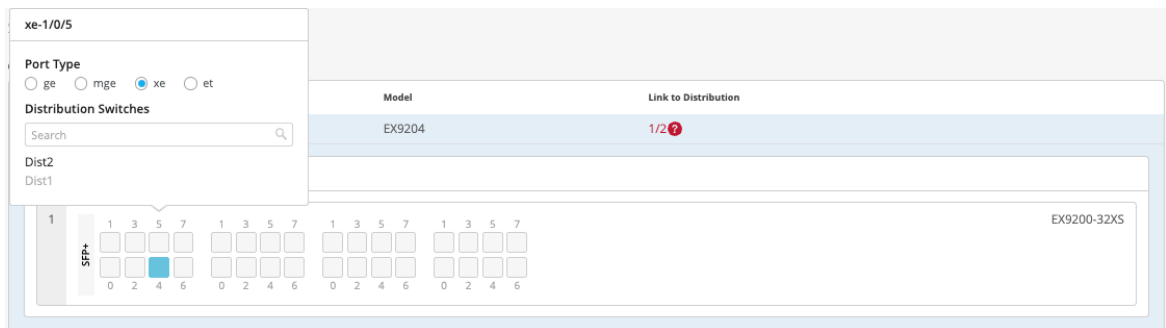 xe-1/0/5
Port Type
ge mge xe et
Distribution Switches
Search
Dist2
Dist1
Model Link to Distribution
EX9204 1/2?
1 EX9200-32XS
1 3 5 7 1 3 5 7 1 3 5 7 1 3 5 7
SFP+
0 2 4 6 0 2 4 6 0 2 4 6 0 2 4 6